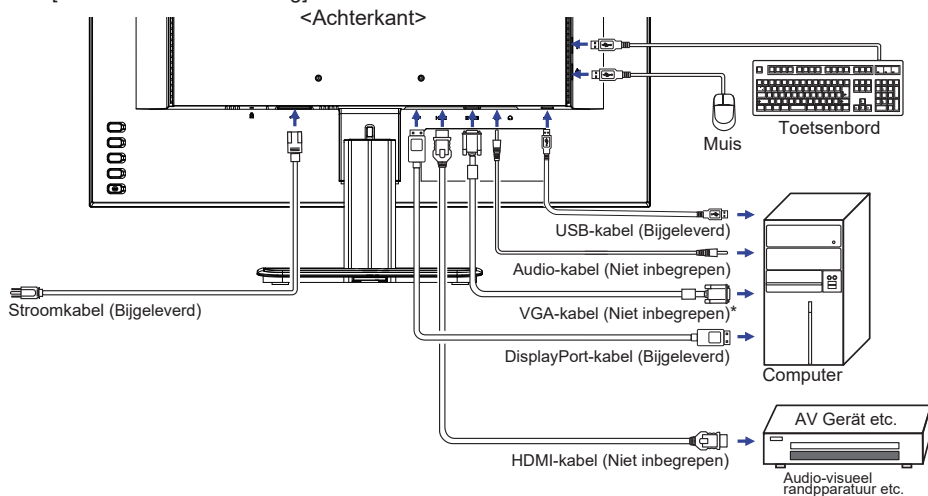 <Achterkant>
Toetsenbord
Muis
USB-kabel (Bijgeleverd)
Audio-kabel (Niet inbegrepen)
Stroomkabel (Bijgeleverd)
VGA-kabel (Niet inbegrepen)*
DisplayPort-kabel (Bijgeleverd)
Computer
AV Gerät etc.
HDMI-kabel (Niet inbegrepen)
Audio-visueel
randpparatuur etc.